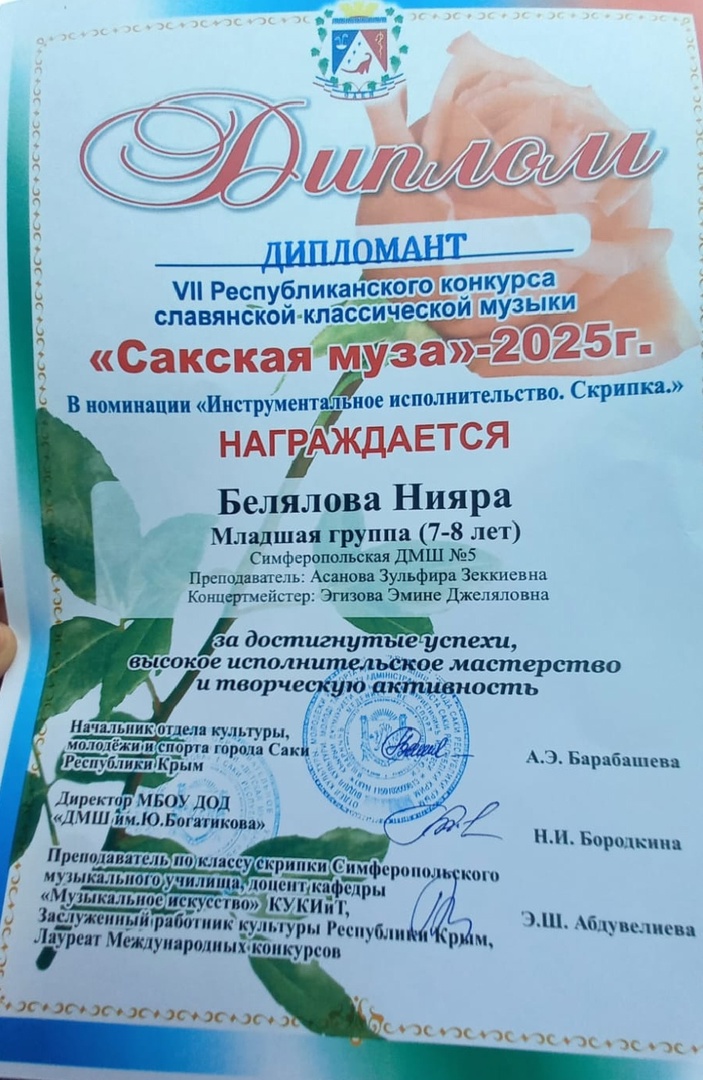 САКИ
Диплом
ДИПЛОМАНТ
VII Республиканского конкурса
славянской классической музыки
«Сакская муза»-2025г.
В номинации «Инструментальное исполнительство. Скрипка.»
НАГРАЖДАЕТСЯ
Белялова Нияра
Младшая группа (7-8 лет)
Симферопольская ДМШ №5
Преподаватель: Асанова Зульфира Зеккиевна
Концертмейстер: Эгизова Эмине Джеляловна
за достигнутые успехи,
высокое исполнительское мастерство
и творческую активность
Начальник отдела культуры,
молодёжи и спорта города Саки
Республики Крым
А.Э. Барабашева
Директор МБОУ ДОД
«ДМШ им.Ю.Богатикова»
Н.И. Бородкина
Преподаватель по классу скрипки Симферопольского
музыкального училища, доцент кафедры
«Музыкальное искусство» КУКИиТ,
Заслуженный работник культуры Республики Крым,
Лауреат Международных конкурсов
Э.Ш. Абдувелиева